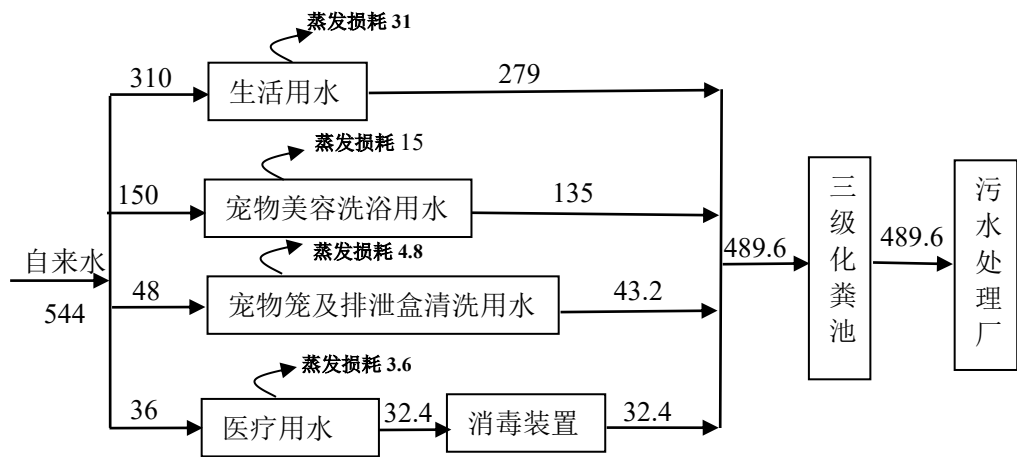 蒸发损耗 31
310
生活用水
279
蒸发损耗 15
150
宠物美容洗浴用水
135
蒸发损耗 4.8
自来水
544
48
宠物笼及排泄盒清洗用水
43.2
蒸发损耗 3.6
36
医疗用水
32.4
消毒装置
32.4
489.6
三级化粪池
489.6
污水处理厂